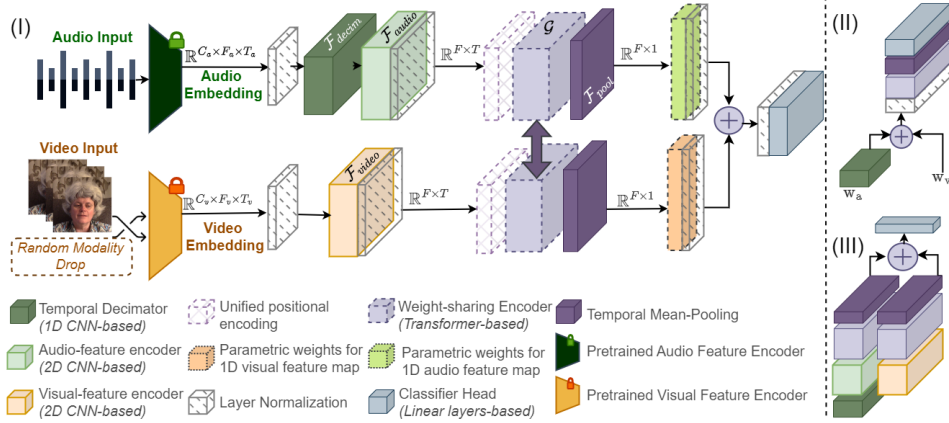 (I)
Audio Input
ℝ^{C_a×F_a×T_a}
Audio
Embedding
F_decim
F_audio
ℝ^{F×T}
G
F_pool
ℝ^{F×1}
Video Input
Random Modality
Drop
ℝ^{C_v×F_v×T_v}
Video
Embedding
F_video
ℝ^{F×T}
ℝ^{F×1}
(II)
w_a
w_v
(III)
Temporal Decimator
(1D CNN-based)
Unified positional
encoding
Weight-sharing Encoder
(Transformer-based)
Temporal Mean-Pooling
Audio-feature encoder
(2D CNN-based)
Parametric weights for
1D visual feature map
Parametric weights for
1D audio feature map
Pretrained Audio Feature Encoder
Visual-feature encoder
(2D CNN-based)
Layer Normalization
Classifier Head
(Linear layers-based)
Pretrained Visual Feature Encoder